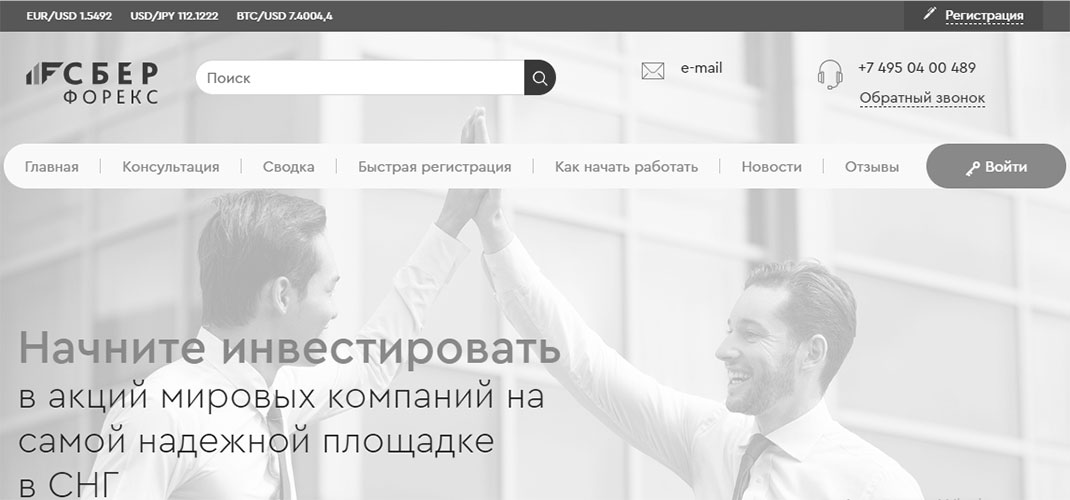 EUR/USD 1.5492 USD/JPY 112.1222 BTC/USD 7.4004,4 Регистрация
СБЕР
ФОРЕКС
Поиск
e-mail
+7 495 04 00 489
Обратный звонок
Главная Консультация Сводка Быстрая регистрация Как начать работать Новости Отзывы Войти
Начните инвестировать
в акций мировых компаний на
самой надежной площадке
в СНГ